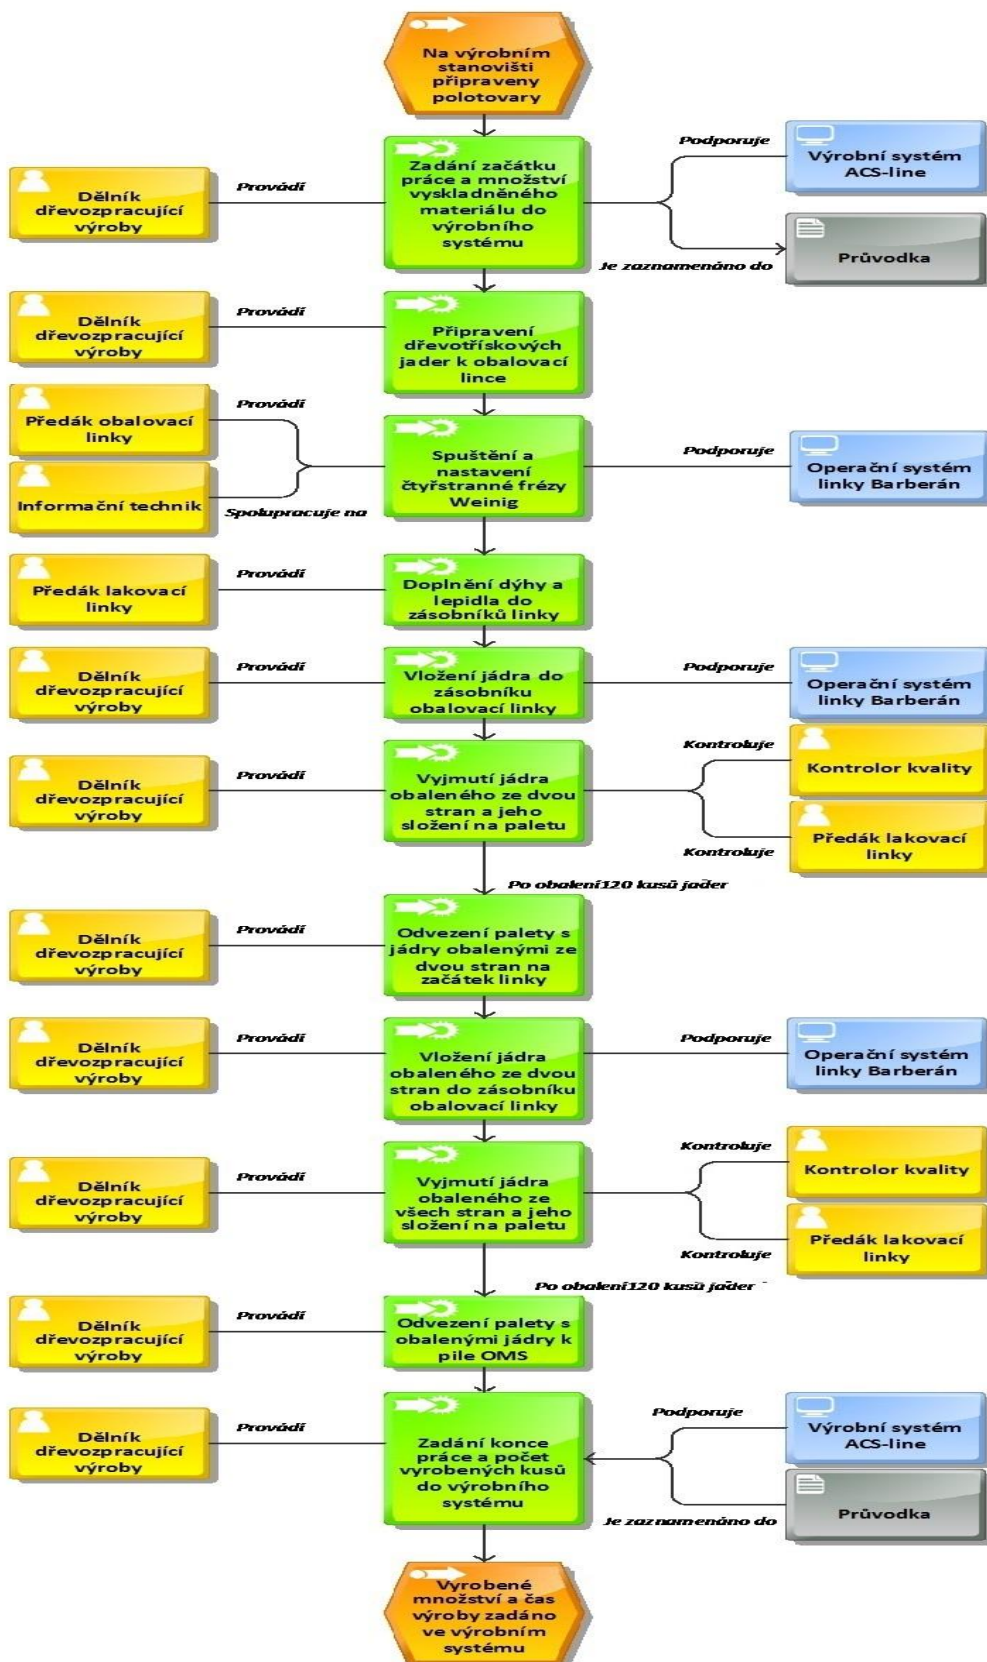 Na výrobním
stanovišti
připraveny
polotovary
Dělník
dřevozpracující
výroby
Provádí
Zadání začátku
práce a množství
vyskladněného
materiálu do
výrobního
systému
Podporuje
Výrobní systém
ACS-line
Je zaznamenáno do
Průvodka
Dělník
dřevozpracující
výroby
Provádí
Připravení
dřevotřískových
jader k obalovací
lince
Předák obalovací
linky
Provádí
Informační technik
Spolupracuje na
Spuštění a
nastavení
čtyřstranné frézy
Weinig
Podporuje
Operační systém
linky Barberán
Předák lakovací
linky
Provádí
Doplnění dýhy a
lepidla do
zásobníků linky
Dělník
dřevozpracující
výroby
Provádí
Vložení jádra do
zásobníku
obalovací linky
Podporuje
Operační systém
linky Barberán
Dělník
dřevozpracující
výroby
Provádí
Vyjmutí jádra
obaleného ze dvou
stran a jeho
složení na paletu
Kontroluje
Kontrolor kvality
Kontroluje
Předák lakovací
linky
Po obalení120 kusů jader
Dělník
dřevozpracující
výroby
Provádí
Odvezení palety s
jádry obalenými ze
dvou stran na
začátek linky
Dělník
dřevozpracující
výroby
Provádí
Vložení jádra
obaleného ze dvou
stran do zásobníku
obalovací linky
Podporuje
Operační systém
linky Barberán
Dělník
dřevozpracující
výroby
Provádí
Vyjmutí jádra
obaleného ze
všech stran a jeho
složení na paletu
Kontroluje
Kontrolor kvality
Kontroluje
Předák lakovací
linky
Po obalení120 kusů jader
Dělník
dřevozpracující
výroby
Provádí
Odvezení palety s
obalenými jádry k
pile OMS
Dělník
dřevozpracující
výroby
Provádí
Zadání konce
práce a počet
vyrobených kusů
do výrobního
systému
Podporuje
Výrobní systém
ACS-line
Je zaznamenáno do
Průvodka
Vyrobené
množství a čas
výroby zadáno
ve výrobním
systému